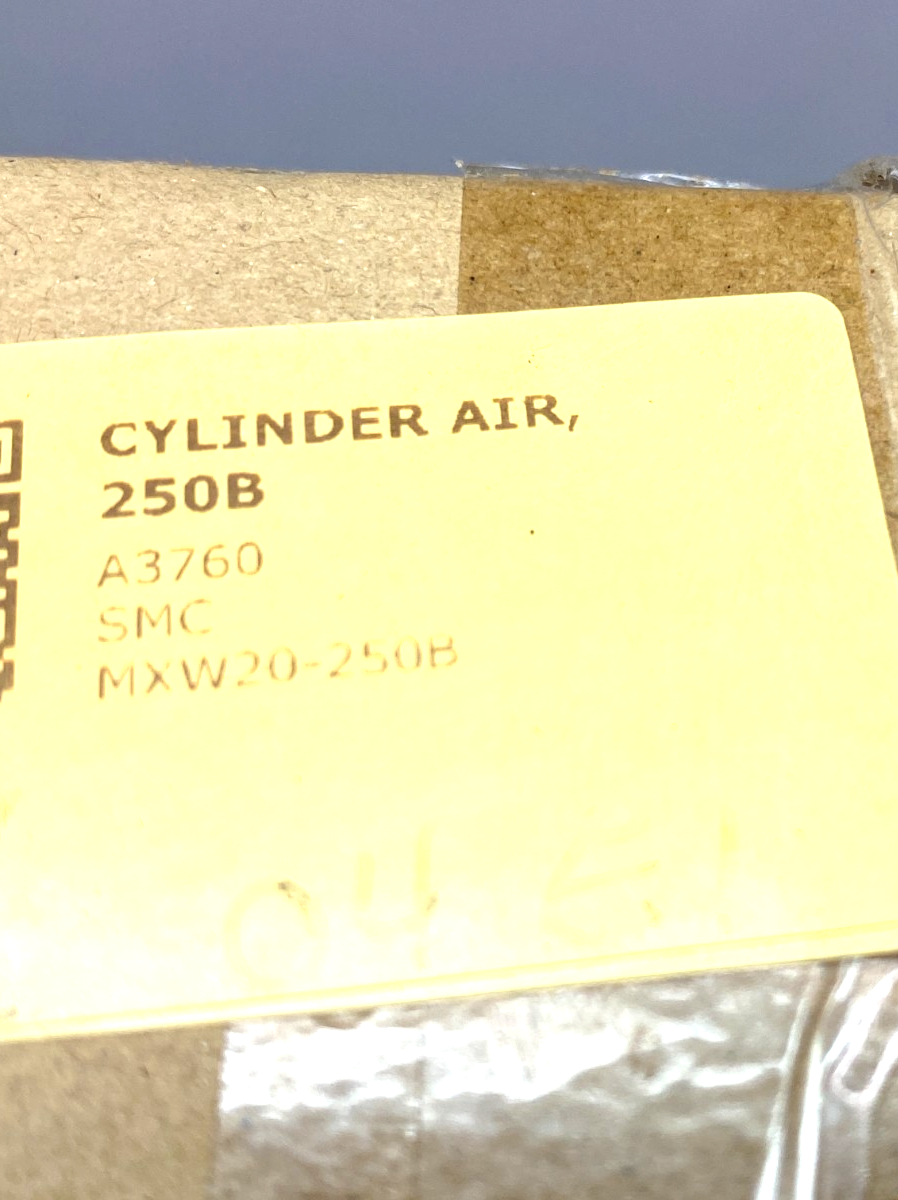 CYLINDER AIR,
250B
A3760
SMC
MXW20-250B